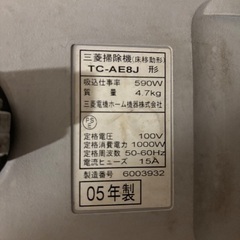 三菱掃除機(床移動形)
TC-AE8J 形
吸込仕事率 590W
質量 4.7kg
三菱電機ホーム機器株式会社
PSE
定格電圧 100V
定格消費電力 1000W
定格周波数 50-60Hz
電流ヒューズ 15A
製造番号 6003932
05年製